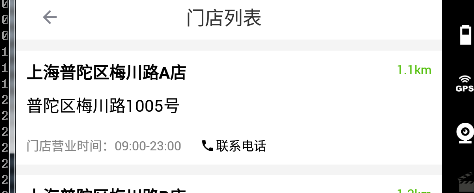 门店列表
上海普陀区梅川路A店
1.1km
普陀区梅川路1005号
门店营业时间：09:00-23:00 联系电话
GPS